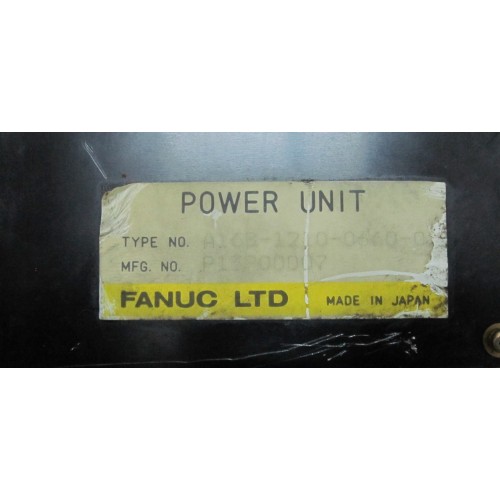 POWER UNIT
TYPE NO.
MFG. NO.
FANUC LTD MADE IN JAPAN